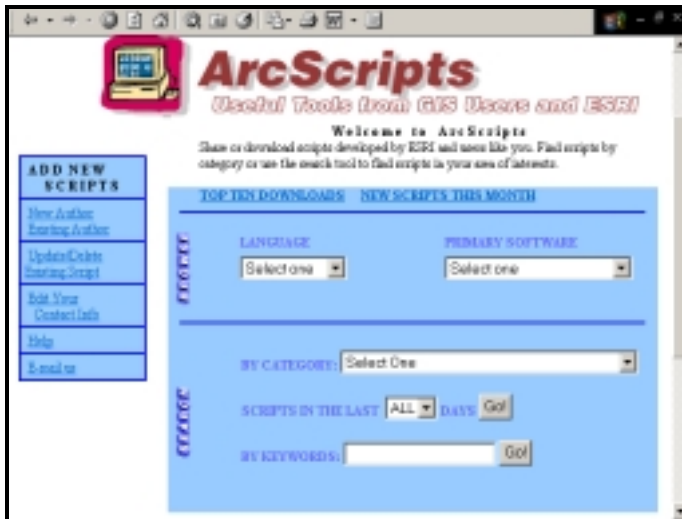 ArcScripts
Useful Tools from GIS Users and ESRI
Welcome to ArcScripts
Share or download scripts developed by ESRI and users like you. Find scripts by
category or use the search tool to find scripts in your area of interests.
ADD NEW
SCRIPTS
New Author
Existing Author
Update/Delete
Existing Script
Edit Your
Contact Info
Help
E-mail us
TOP TEN DOWNLOADS NEW SCRIPTS THIS MONTH
BROWSE
LANGUAGE PRIMARY SOFTWARE
Select one Select one
SEARCH
BY CATEGORY: Select One
SCRIPTS IN THE LAST ALL DAYS Go!
BY KEYWORDS: Go!